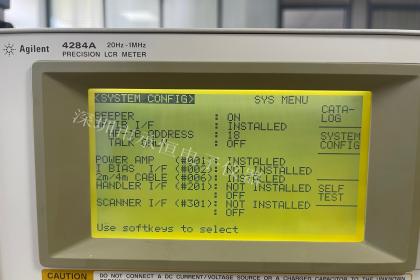 Agilent 4284A 20Hz-1MHz
PRECISION LCR METER
<SYSTEM CONFIG> SYS MENU
BEEPER : ON
HP-IB I/F : INSTALLED
HP-IB ADDRESS : 18
TALK ONLY : OFF
POWER AMP (#001): INSTALLED
I BIAS I/F (#002): NOT INSTALLED
2m/4m CABLE (#006): INSTALLED
HANDLER I/F (#201): NOT INSTALLED
: OFF
SCANNER I/F (#301): NOT INSTALLED
: OFF
Use softkeys to select
CATA-
LOG
SYSTEM
CONFIG
SELF
TEST
CAUTION DO NOT CONNECT A DC CURRENT/VOLTAGE SOURCE OR A CHARGED CAPACITOR TO THE UNKNOWN